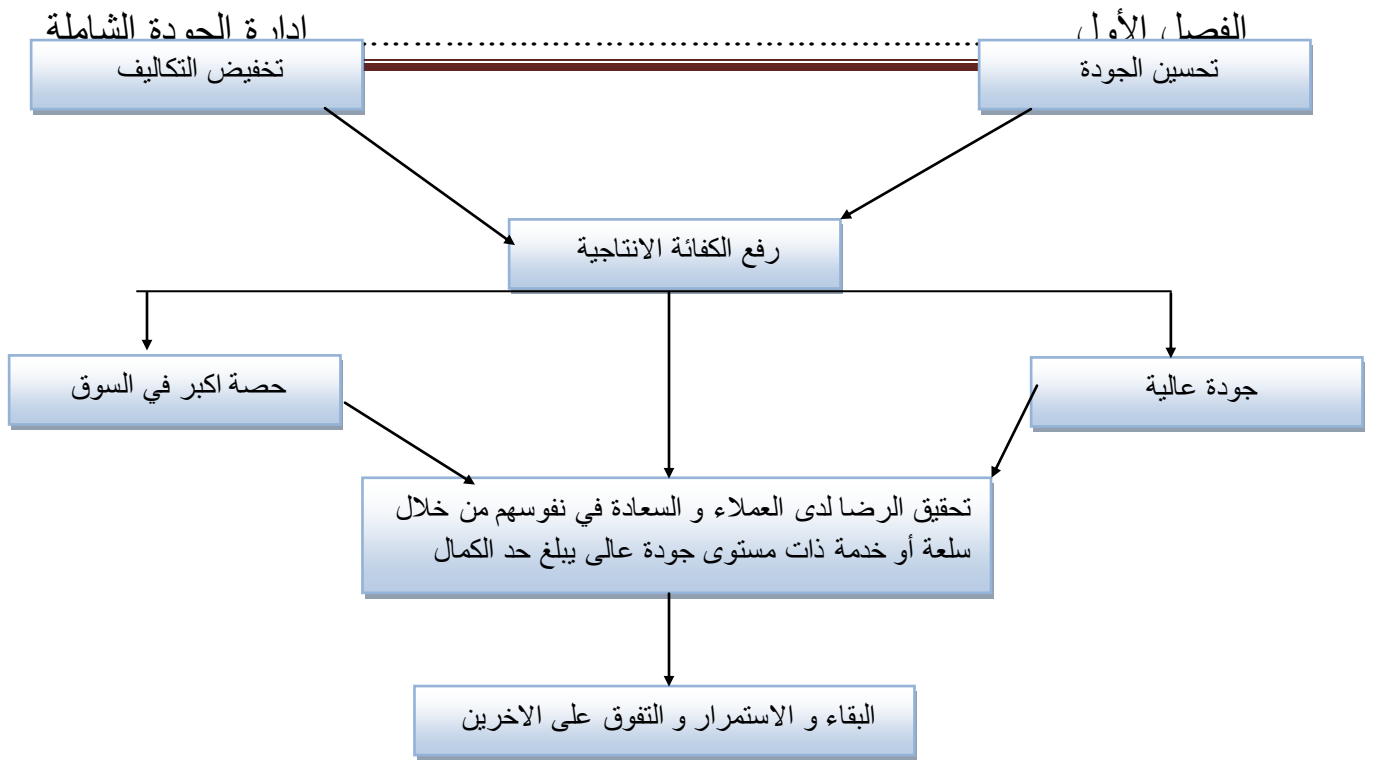 الفصل الأول ........................................................ ادارة الجودة الشاملة
تحسين الجودة
تخفيض التكاليف
رفع الكفائة الانتاجية
جودة عالية
حصة اكبر في السوق
تحقيق الرضا لدى العملاء و السعادة في نفوسهم من خلال
سلعة أو خدمة ذات مستوى جودة عالى يبلغ حد الكمال
البقاء و الاستمرار و التفوق على الاخرين